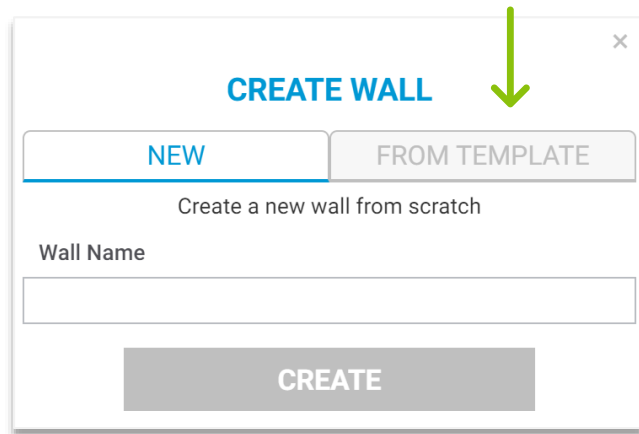 ×
CREATE WALL
NEW FROM TEMPLATE
Create a new wall from scratch
Wall Name
CREATE